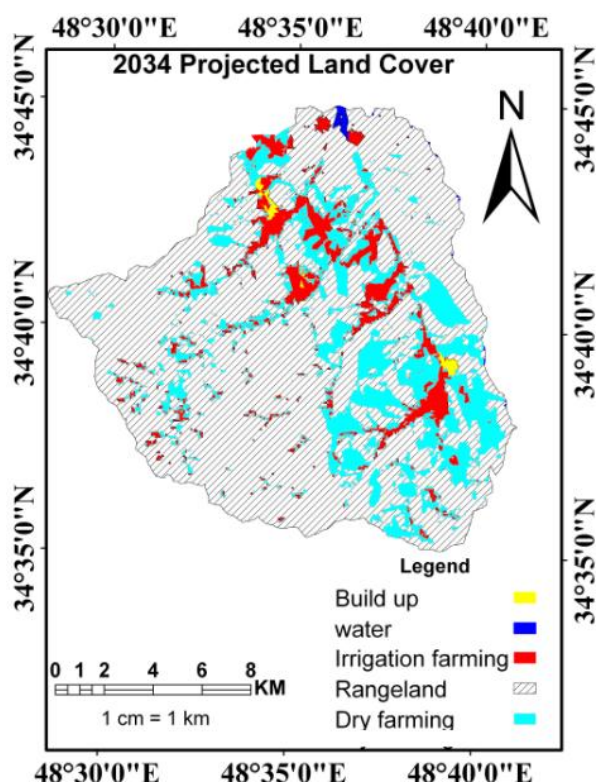 48°30'0"E 48°35'0"E 48°40'0"E
2034 Projected Land Cover
34°45'0"N 34°45'0"N
N
34°40'0"N 34°40'0"N
34°35'0"N 34°35'0"N
Legend
Build up
water
Irrigation farming
Rangeland
Dry farming
0 1 2 4 6 8 KM
1 cm = 1 km
48°30'0"E 48°35'0"E 48°40'0"E